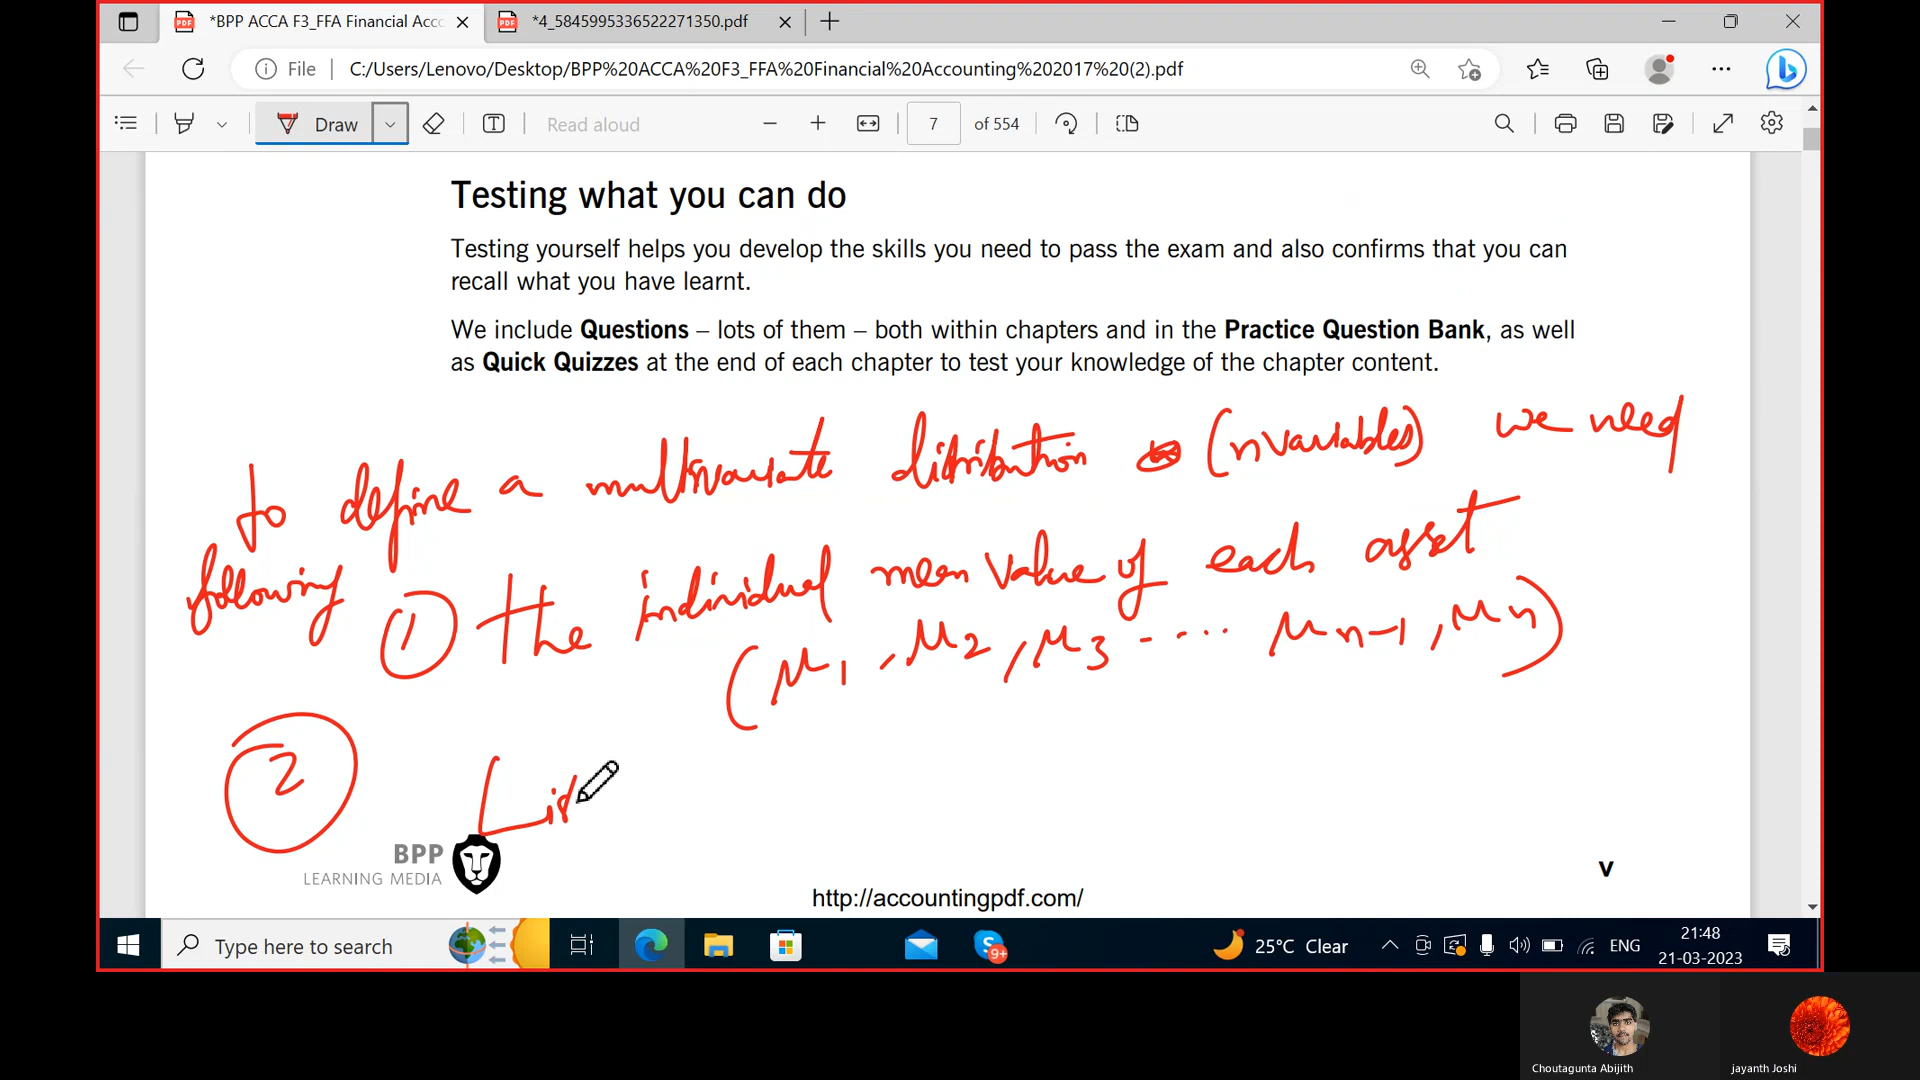 *BPP ACCA F3_FFA Financial Acc
*4_5845995336522271350.pdf
File
C:/Users/Lenovo/Desktop/BPP%20ACCA%20F3_FFA%20Financial%20Accounting%202017%20(2).pdf
Draw
Read aloud
7
of 554
Testing what you can do
Testing yourself helps you develop the skills you need to pass the exam and also confirms that you can
recall what you have learnt.
We include Questions – lots of them – both within chapters and in the Practice Question Bank, as well
as Quick Quizzes at the end of each chapter to test your knowledge of the chapter content.
to define a multivariate distribution (n variables) we need
following ① The individual mean value of each asset
(μ1, μ2, μ3 ---... μn-1, μn)
②
BPP
LEARNING MEDIA
v
http://accountingpdf.com/
Type here to search
9+
25°C Clear
ENG
21:48
21-03-2023
Choutagunta Abijith
jayanth Joshi